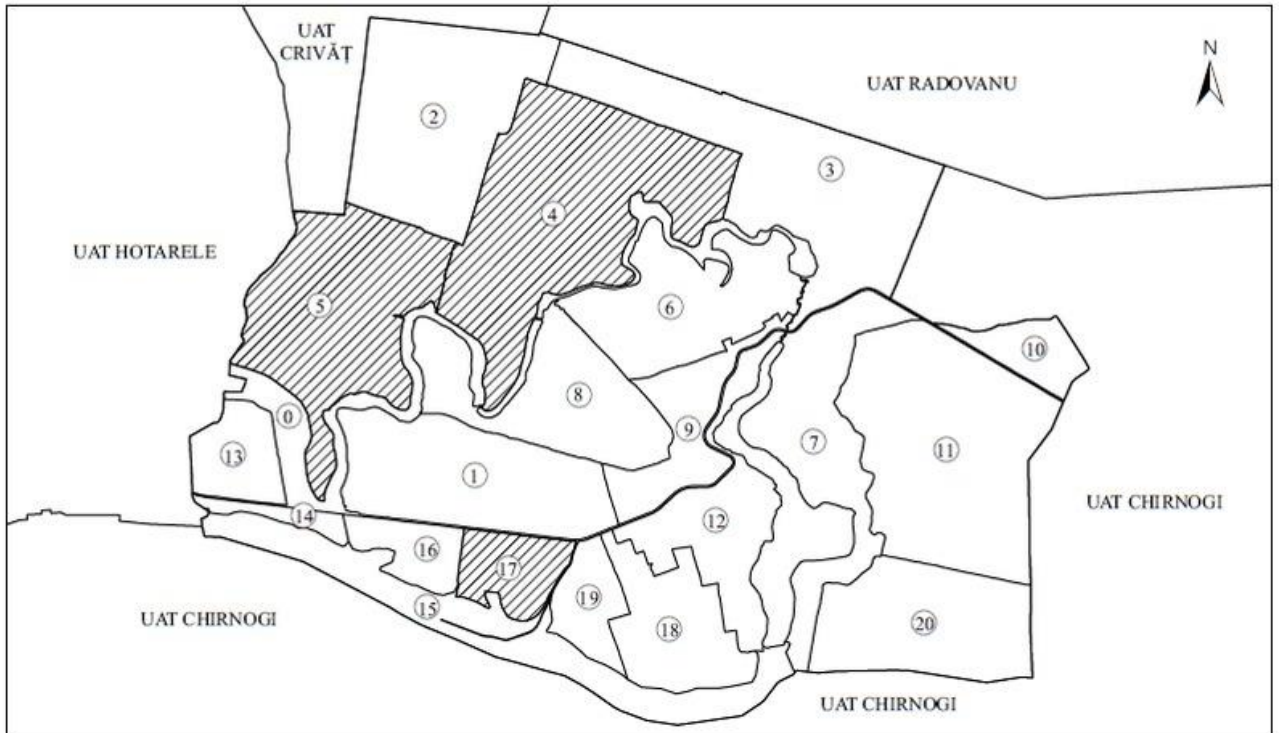 UAT
CRIVĂȚ
N
UAT RADOVANU
2
3
4
UAT HOTARELE
5
6
10
8
0
9
7
13
11
1
UAT CHIRNOGI
14
12
16
17
15
19
UAT CHIRNOGI
18
20
UAT CHIRNOGI